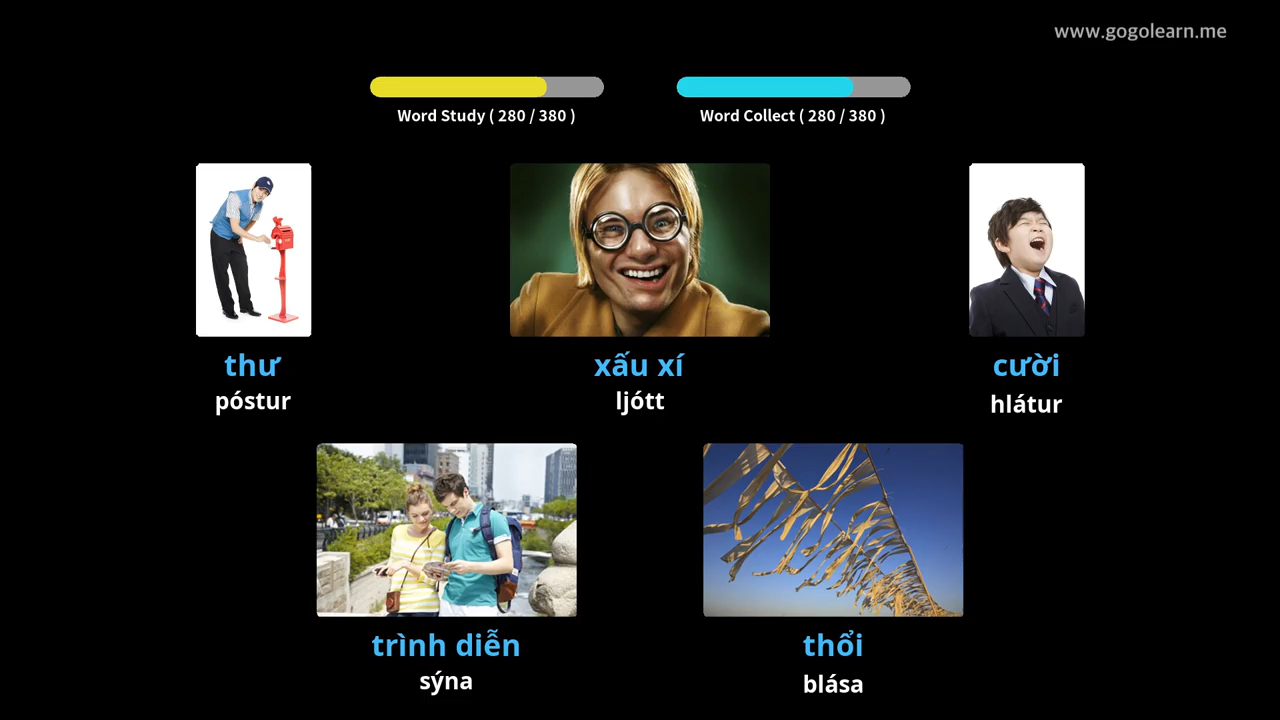 www.gogolearn.me
Word Study ( 280 / 380 )
Word Collect ( 280 / 380 )
thư
póstur
xấu xí
ljótt
cười
hlátur
trình diễn
sýna
thổi
blása